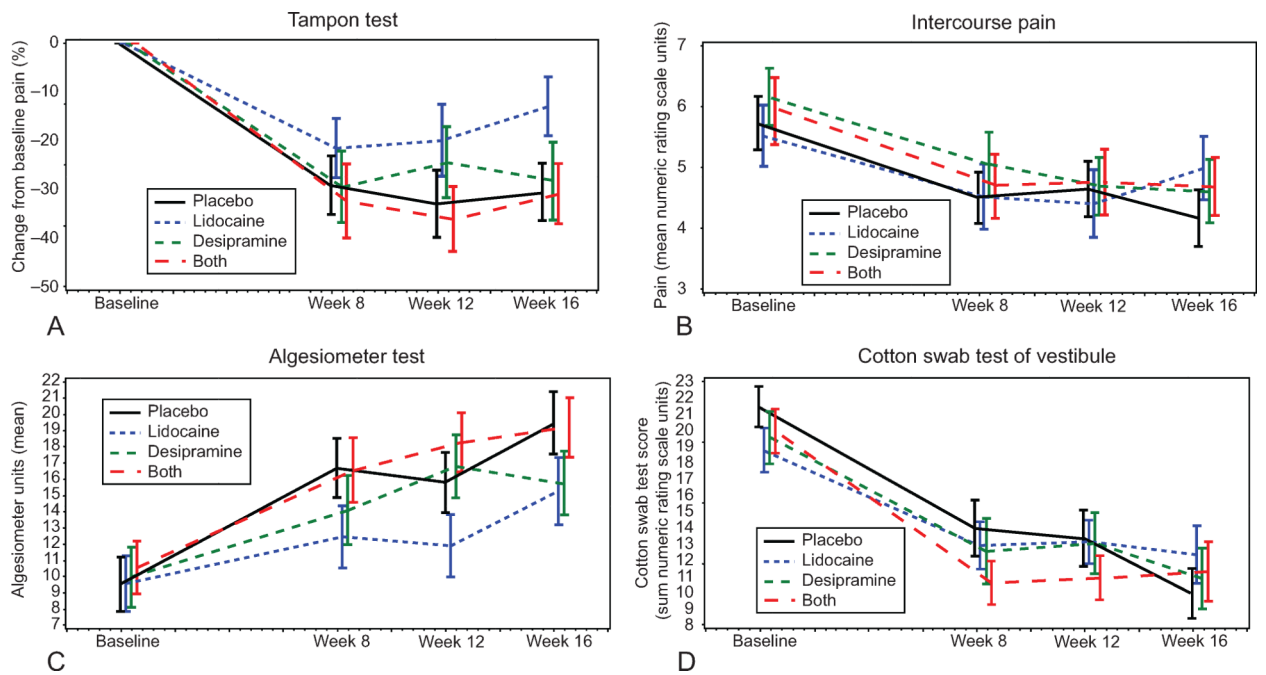 Tampon test
Change from baseline pain (%)
0
–10
–20
–30
–40
–50
Placebo
Lidocaine
Desipramine
Both
Baseline
Week 8
Week 12
Week 16
A
Intercourse pain
Pain (mean numeric rating scale units)
7
6
5
4
3
Placebo
Lidocaine
Desipramine
Both
Baseline
Week 8
Week 12
Week 16
B
Algesiometer test
Algesiometer units (mean)
22
21
20
19
18
17
16
15
14
13
12
11
10
9
8
7
Placebo
Lidocaine
Desipramine
Both
Baseline
Week 8
Week 12
Week 16
C
Cotton swab test of vestibule
Cotton swab test score
(sum numeric rating scale units)
23
22
21
20
19
18
16
15
14
13
11
10
9
8
Placebo
Lidocaine
Desipramine
Both
Baseline
Week 8
Week 12
Week 16
D